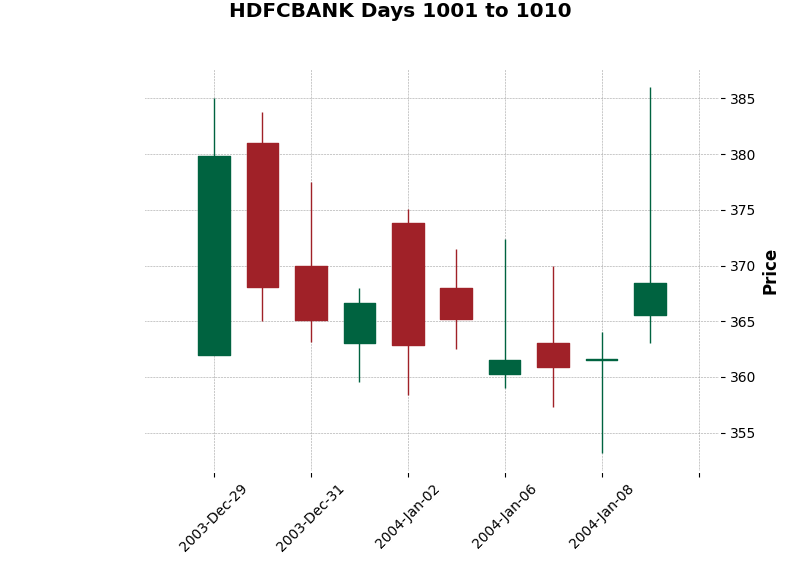 HDFCBANK Days 1001 to 1010
385
380
375
370
365
360
355
Price
2003-Dec-29
2003-Dec-31
2004-Jan-02
2004-Jan-06
2004-Jan-08